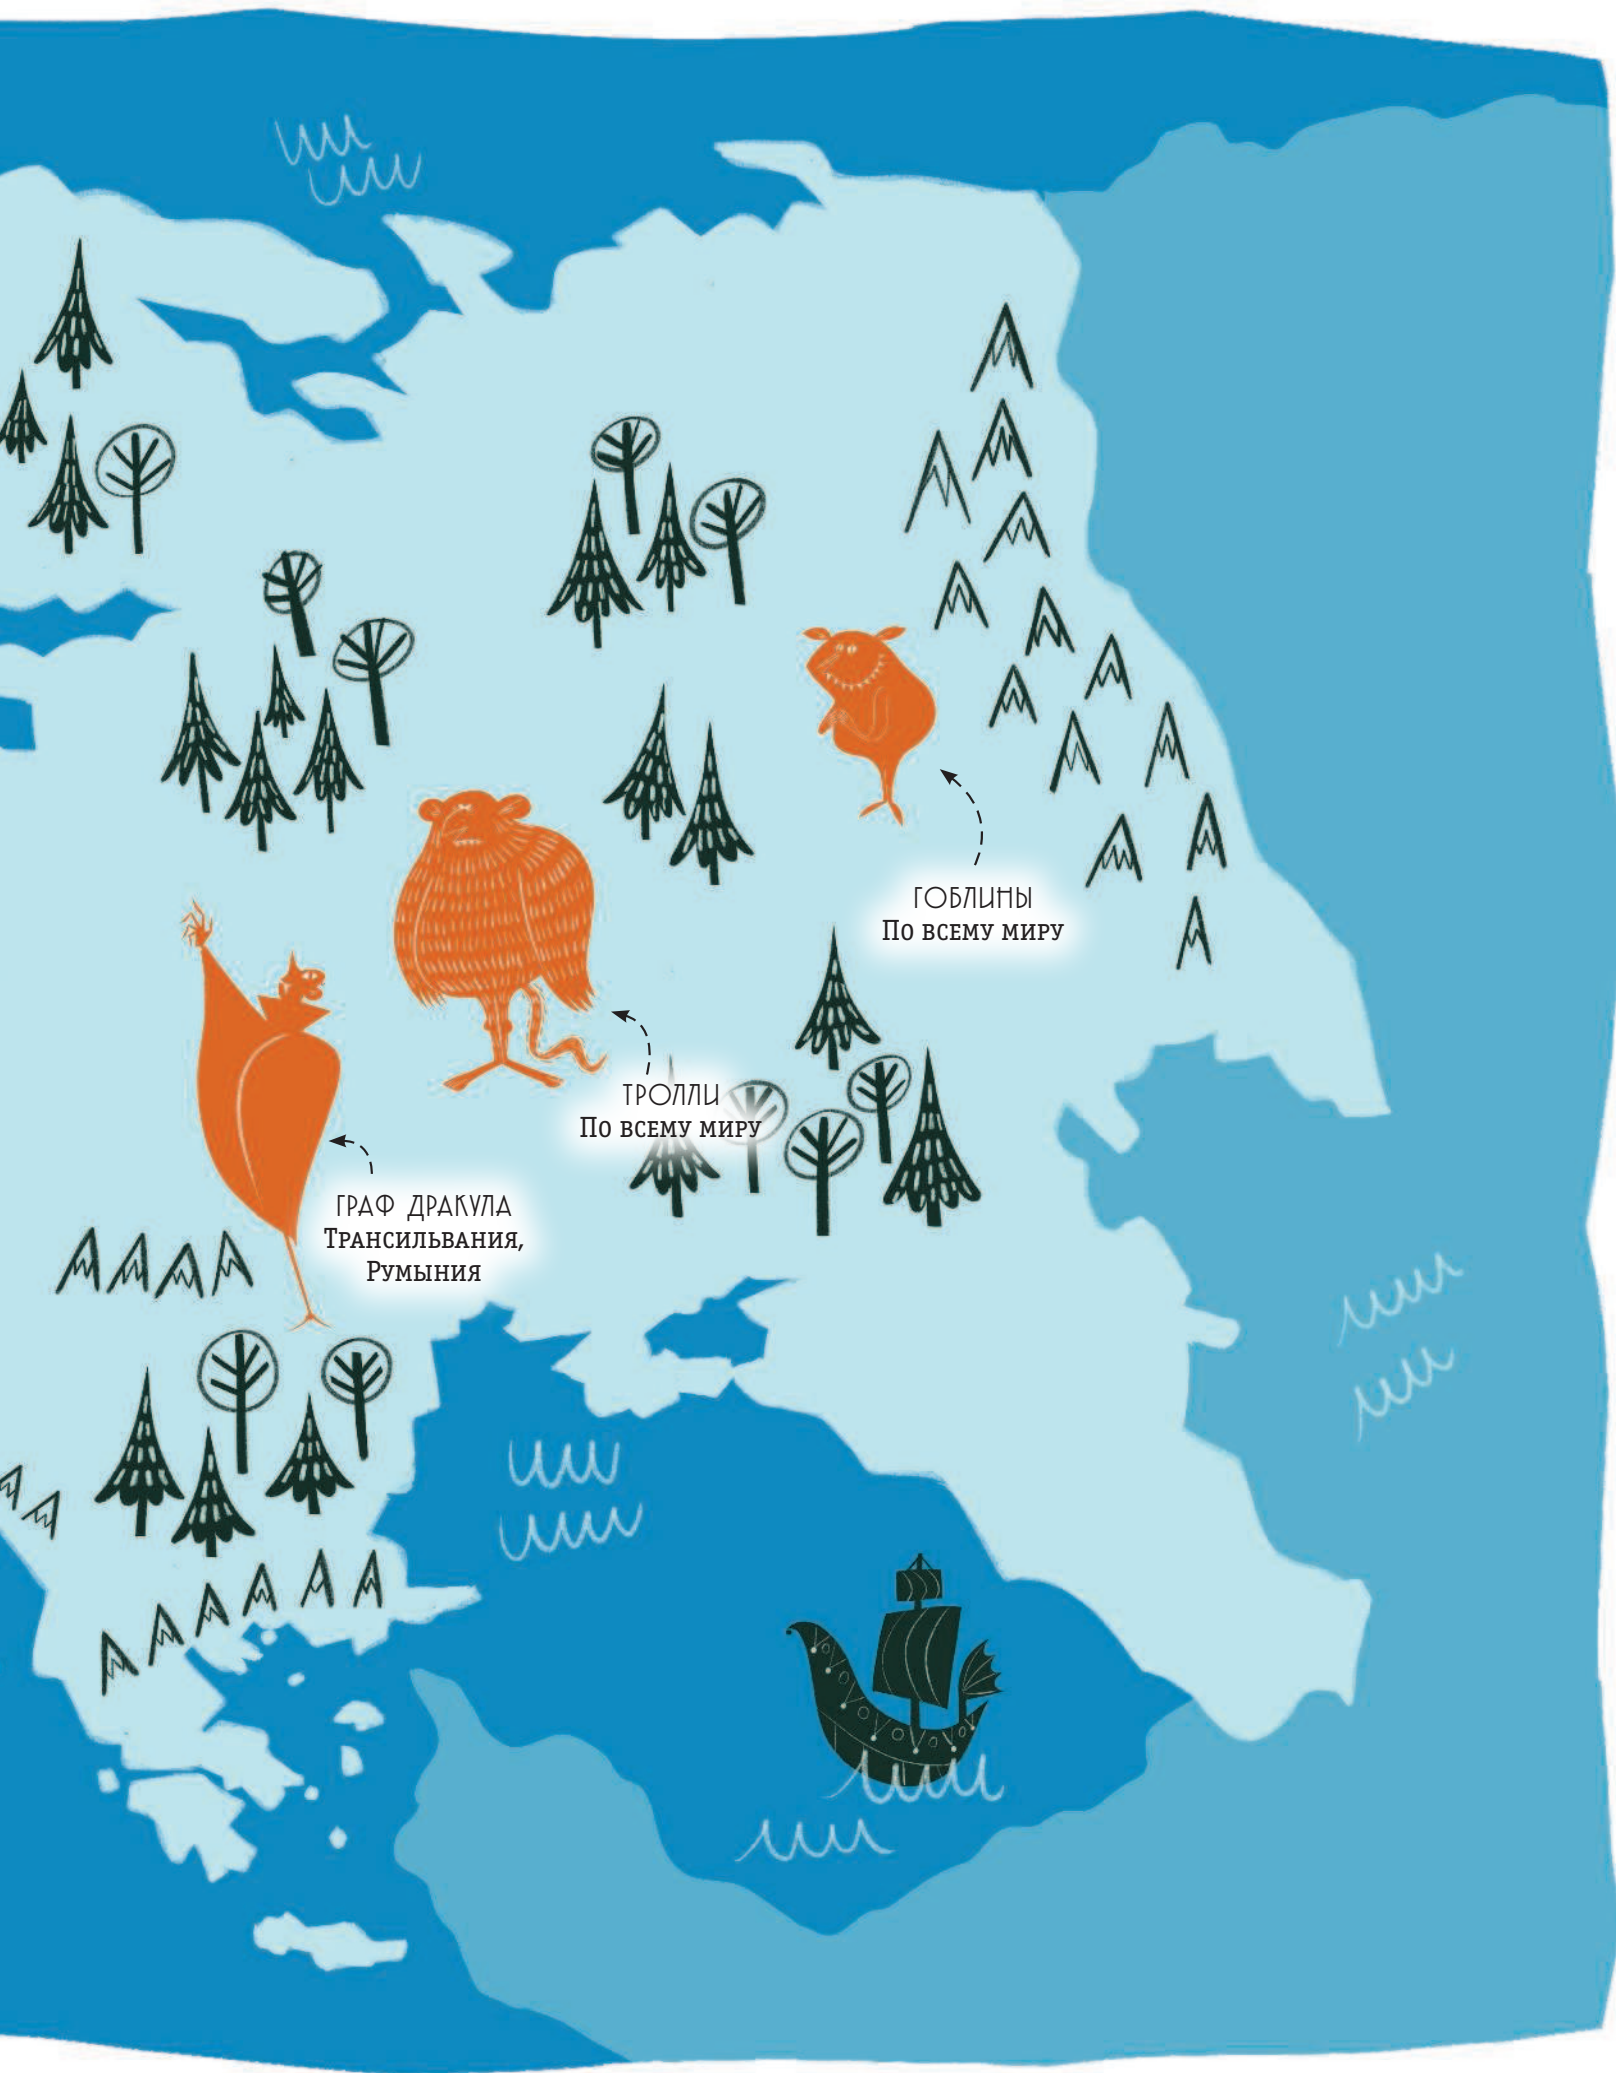 ГОБЛИНЫ
По всему миру
ТРОЛЛИ
По всему миру
ГРАФ ДРАКУЛА
Трансильвания,
Румыния